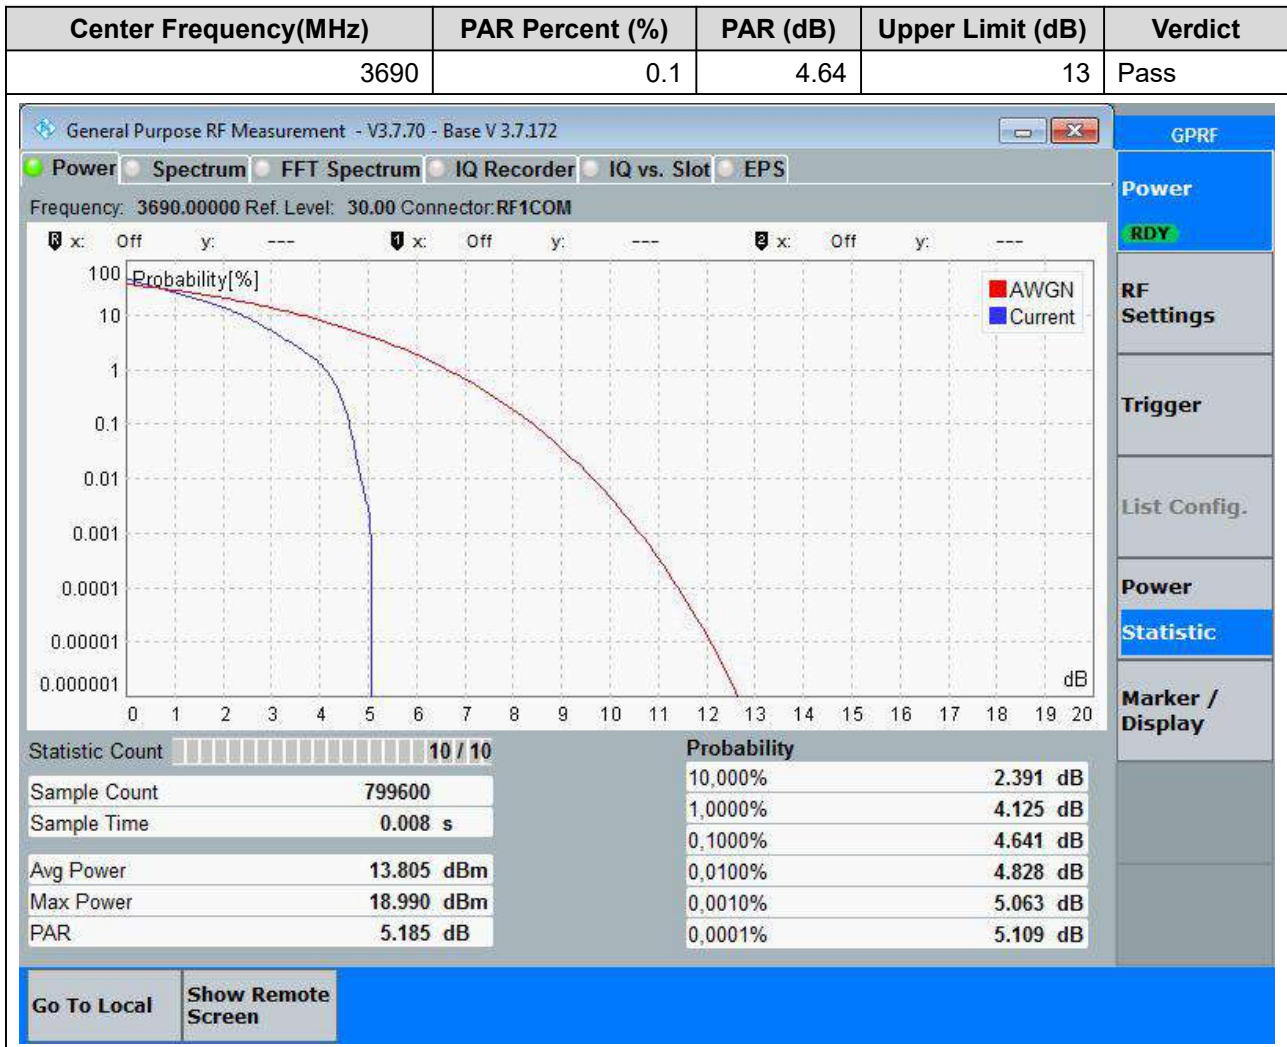 Center Frequency(MHz) PAR Percent (%) PAR (dB) Upper Limit (dB) Verdict
3690 0.1 4.64 13 Pass
General Purpose RF Measurement - V3.7.70 - Base V 3.7.172
GPRF
Power Spectrum FFT Spectrum IQ Recorder IQ vs. Slot EPS
Frequency: 3690.00000 Ref. Level: 30.00 Connector: RF1COM
R x: Off y: --- 1 x: Off y: --- 2 x: Off y: ---
Power
RDY
RF
Settings
Trigger
List Config.
Power
Statistic
Marker /
Display
Probability[%]
AWGN
Current
100
10
1
0.1
0.01
0.001
0.0001
0.00001
0.000001
dB
0 1 2 3 4 5 6 7 8 9 10 11 12 13 14 15 16 17 18 19 20
Statistic Count 10 / 10
Sample Count 799600
Sample Time 0.008 s
Avg Power 13.805 dBm
Max Power 18.990 dBm
PAR 5.185 dB
Probability
10,000% 2.391 dB
1,0000% 4.125 dB
0,1000% 4.641 dB
0,0100% 4.828 dB
0,0010% 5.063 dB
0,0001% 5.109 dB
Go To Local
Show Remote
Screen